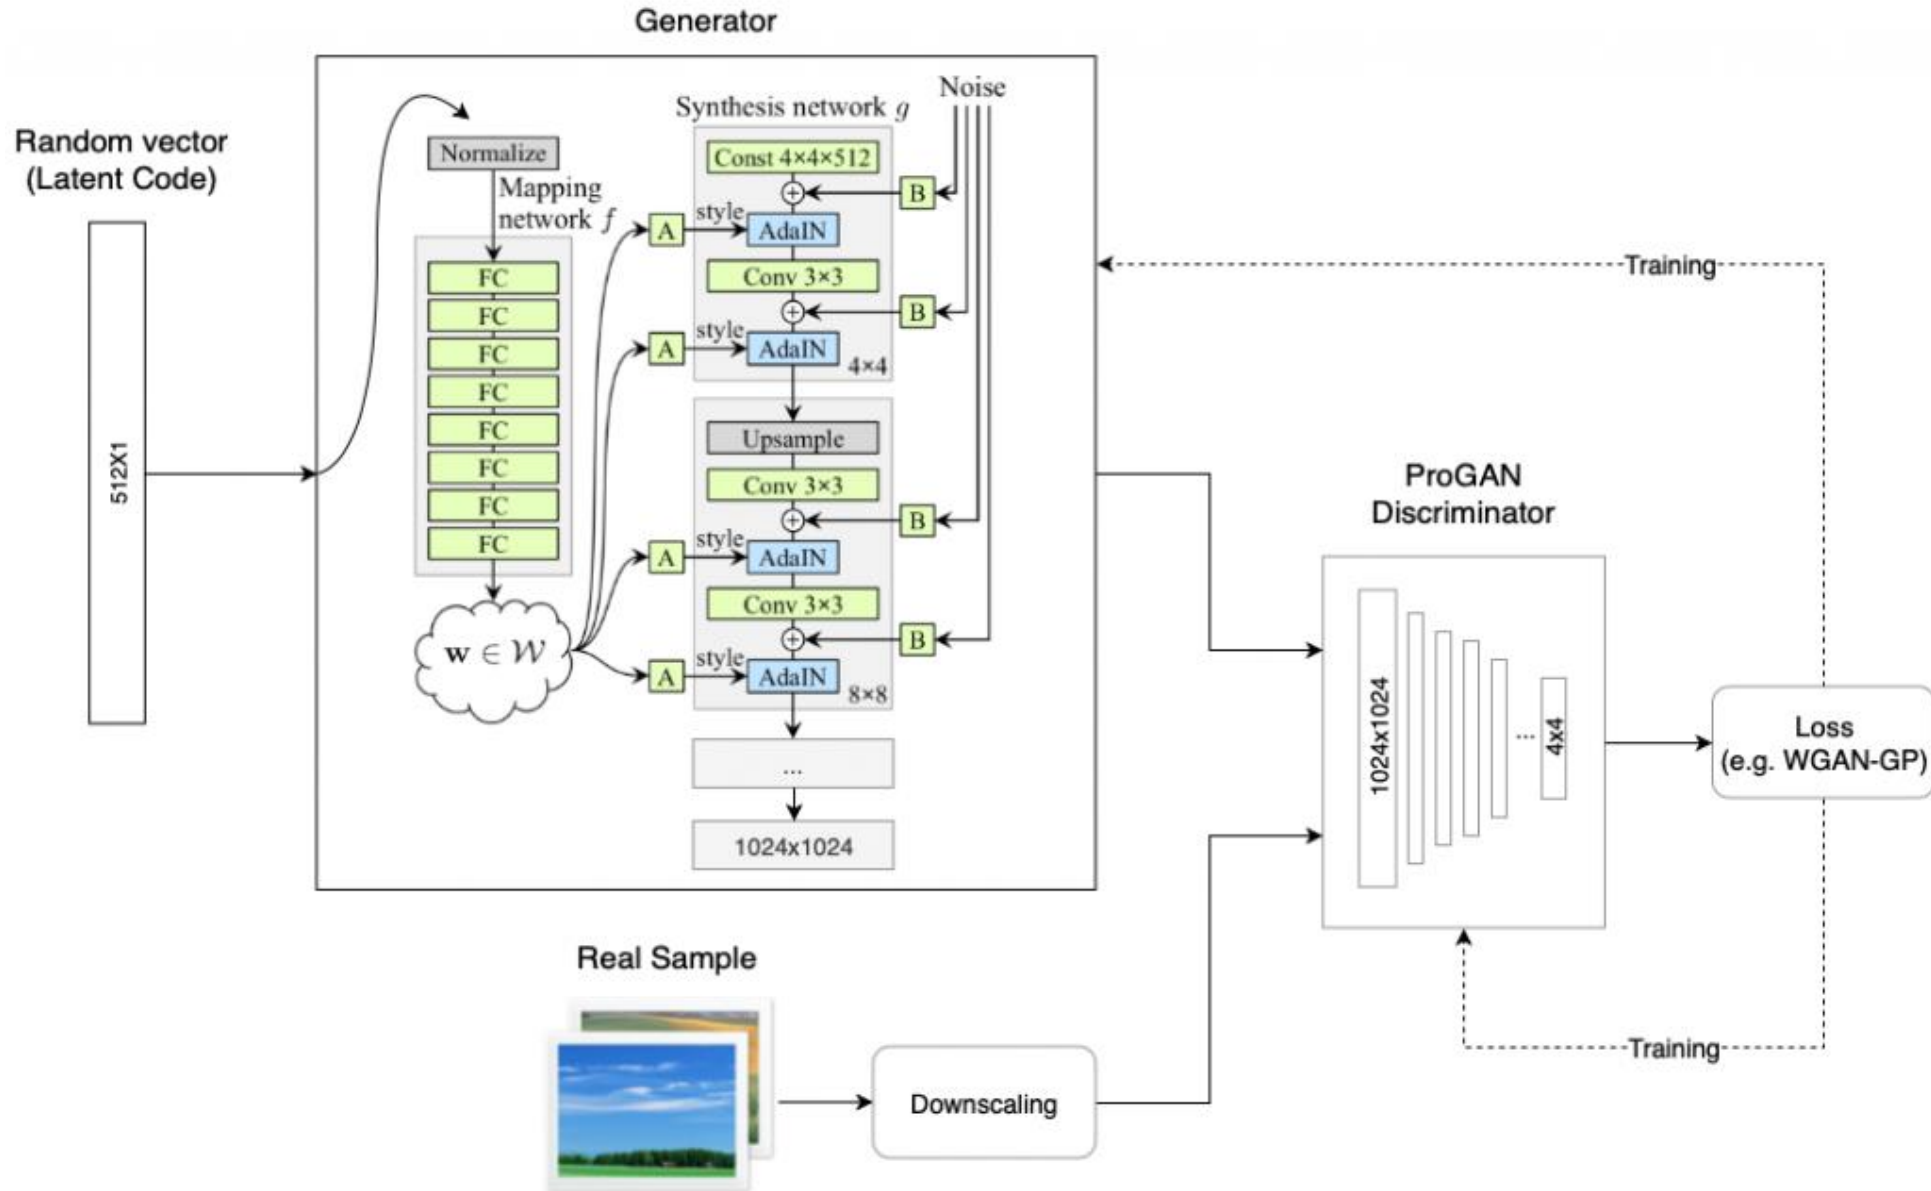 Generator
Random vector
(Latent Code)
512X1
Normalize
Mapping
network f
FC
FC
FC
FC
FC
FC
FC
FC
w ∈ W
Synthesis network g
Noise
Const 4×4×512
B
A
style
AdaIN
Conv 3×3
B
A
style
AdaIN
4×4
Upsample
Conv 3×3
B
A
style
AdaIN
Conv 3×3
B
A
style
AdaIN
8×8
...
1024x1024
Training
ProGAN
Discriminator
1024x1024
...
4x4
Loss
(e.g. WGAN-GP)
Training
Real Sample
Downscaling